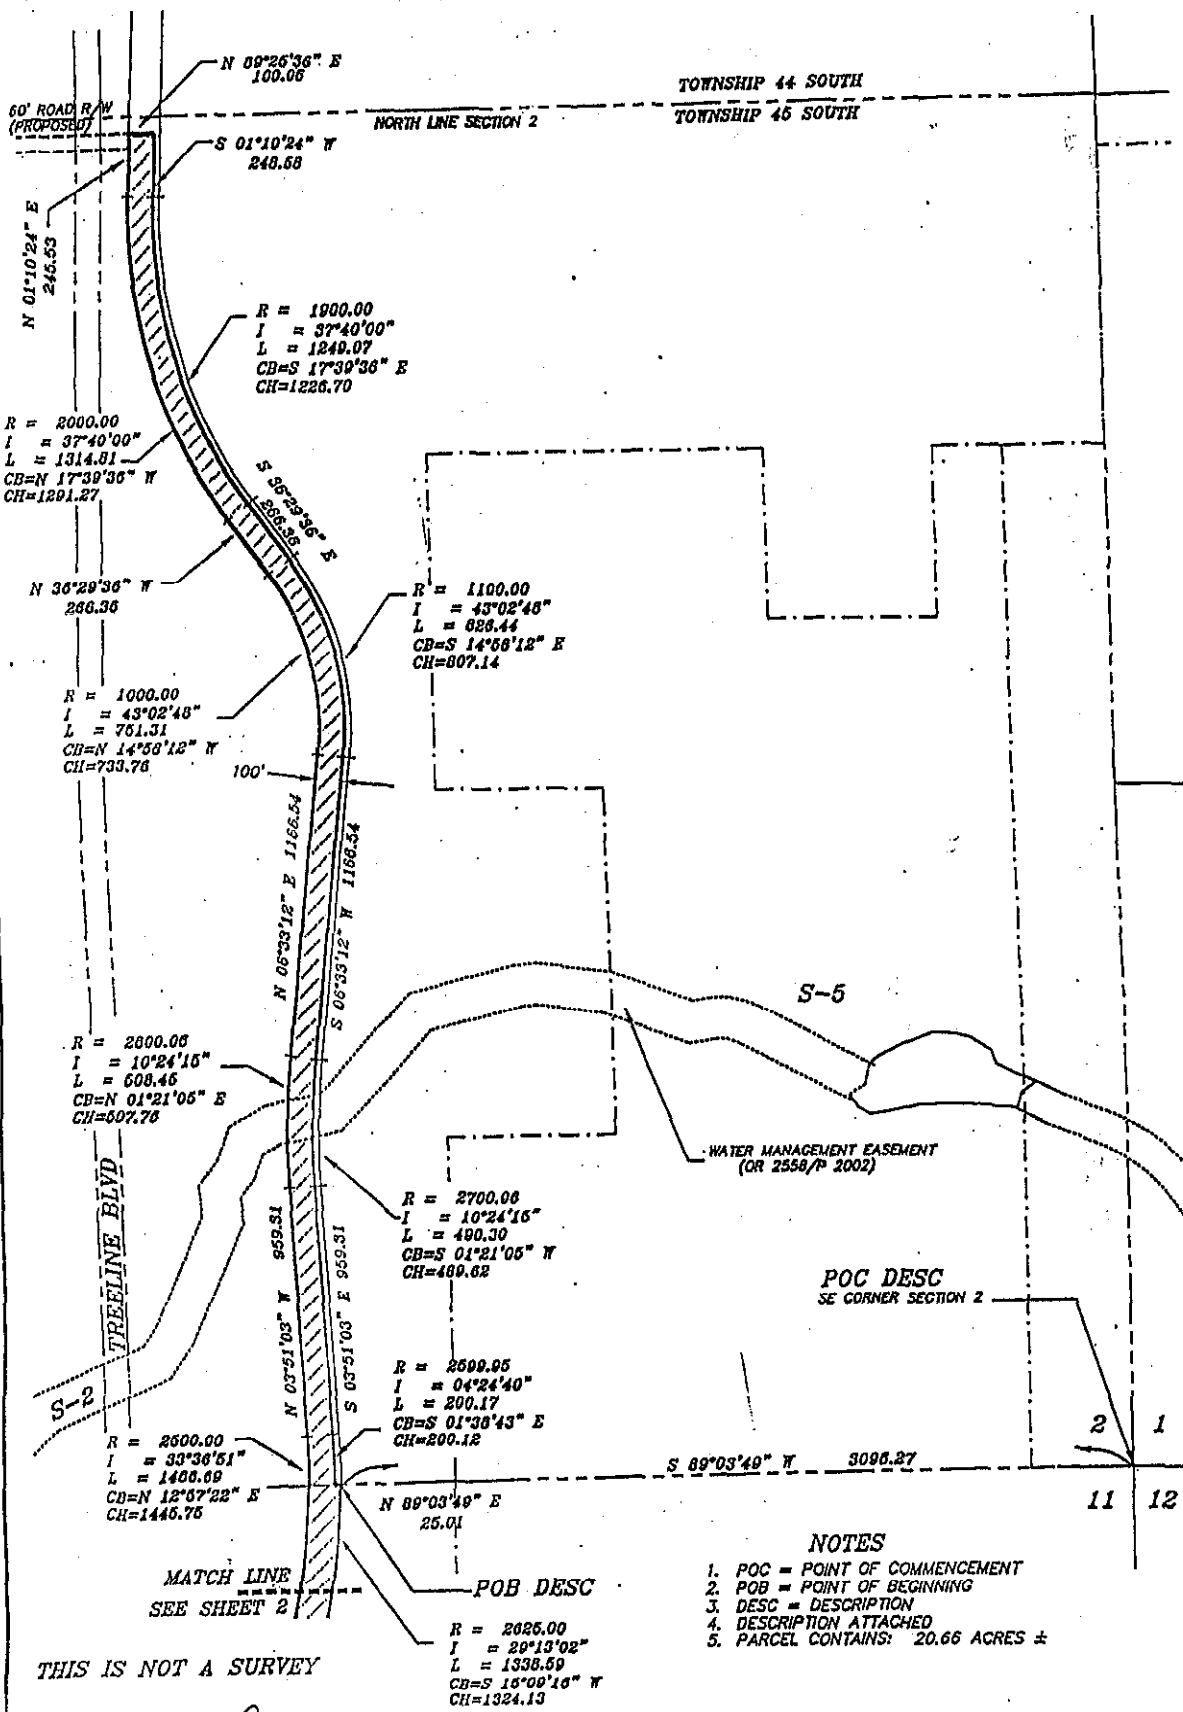 N 89°26'36" E
100.06
TOWNSHIP 44 SOUTH
60' ROAD R/W
(PROPOSED)
NORTH LINE SECTION 2
TOWNSHIP 45 SOUTH
S 01°10'24" W
248.58
N 01°10'24" E
245.53
R = 1900.00
I = 37°40'00"
L = 1249.07
CB=S 17°39'36" E
CH=1226.70
R = 2000.00
I = 37°40'00"
L = 1314.81
CB=N 17°39'36" W
CH=1291.27
S 36°29'36" E
266.36
N 36°29'36" W
266.36
R = 1100.00
I = 43°02'48"
L = 826.44
CB=S 14°58'12" E
CH=807.14
R = 1000.00
I = 43°02'48"
L = 751.31
CB=N 14°58'12" W
CH=733.76
100'
N 06°33'12" E 1166.54
S 06°33'12" W 1166.54
S-5
R = 2800.06
I = 10°24'15"
L = 508.46
CB=N 01°21'05" E
CH=507.76
WATER MANAGEMENT EASEMENT
(OR 2558/P 2002)
TREELINE BLVD
R = 2700.06
I = 10°24'15"
L = 490.30
CB=S 01°21'05" W
CH=489.62
N 03°51'03" W 959.31
S 03°51'03" E 959.31
POC DESC
SE CORNER SECTION 2
S-2
R = 2599.95
I = 04°24'40"
L = 200.17
CB=S 01°38'43" E
CH=200.12
R = 2500.00
I = 33°36'51"
L = 1466.69
CB=N 12°57'22" E
CH=1445.75
2 1
S 89°03'49" W 3096.27
11 12
N 89°03'49" E
25.01
NOTES
1. POC = POINT OF COMMENCEMENT
2. POB = POINT OF BEGINNING
3. DESC = DESCRIPTION
4. DESCRIPTION ATTACHED
5. PARCEL CONTAINS: 20.66 ACRES ±
MATCH LINE
SEE SHEET 2
POB DESC
R = 2625.00
I = 29°13'02"
L = 1338.59
CB=S 15°09'16" W
CH=1324.13
THIS IS NOT A SURVEY